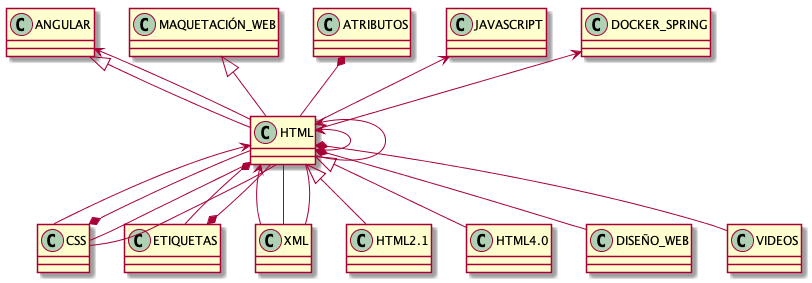 C ANGULAR
C MAQUETACIÓN_WEB
C ATRIBUTOS
C JAVASCRIPT
C DOCKER_SPRING
C HTML
C CSS
C ETIQUETAS
C XML
C HTML2.1
C HTML4.0
C DISEÑO_WEB
C VIDEOS